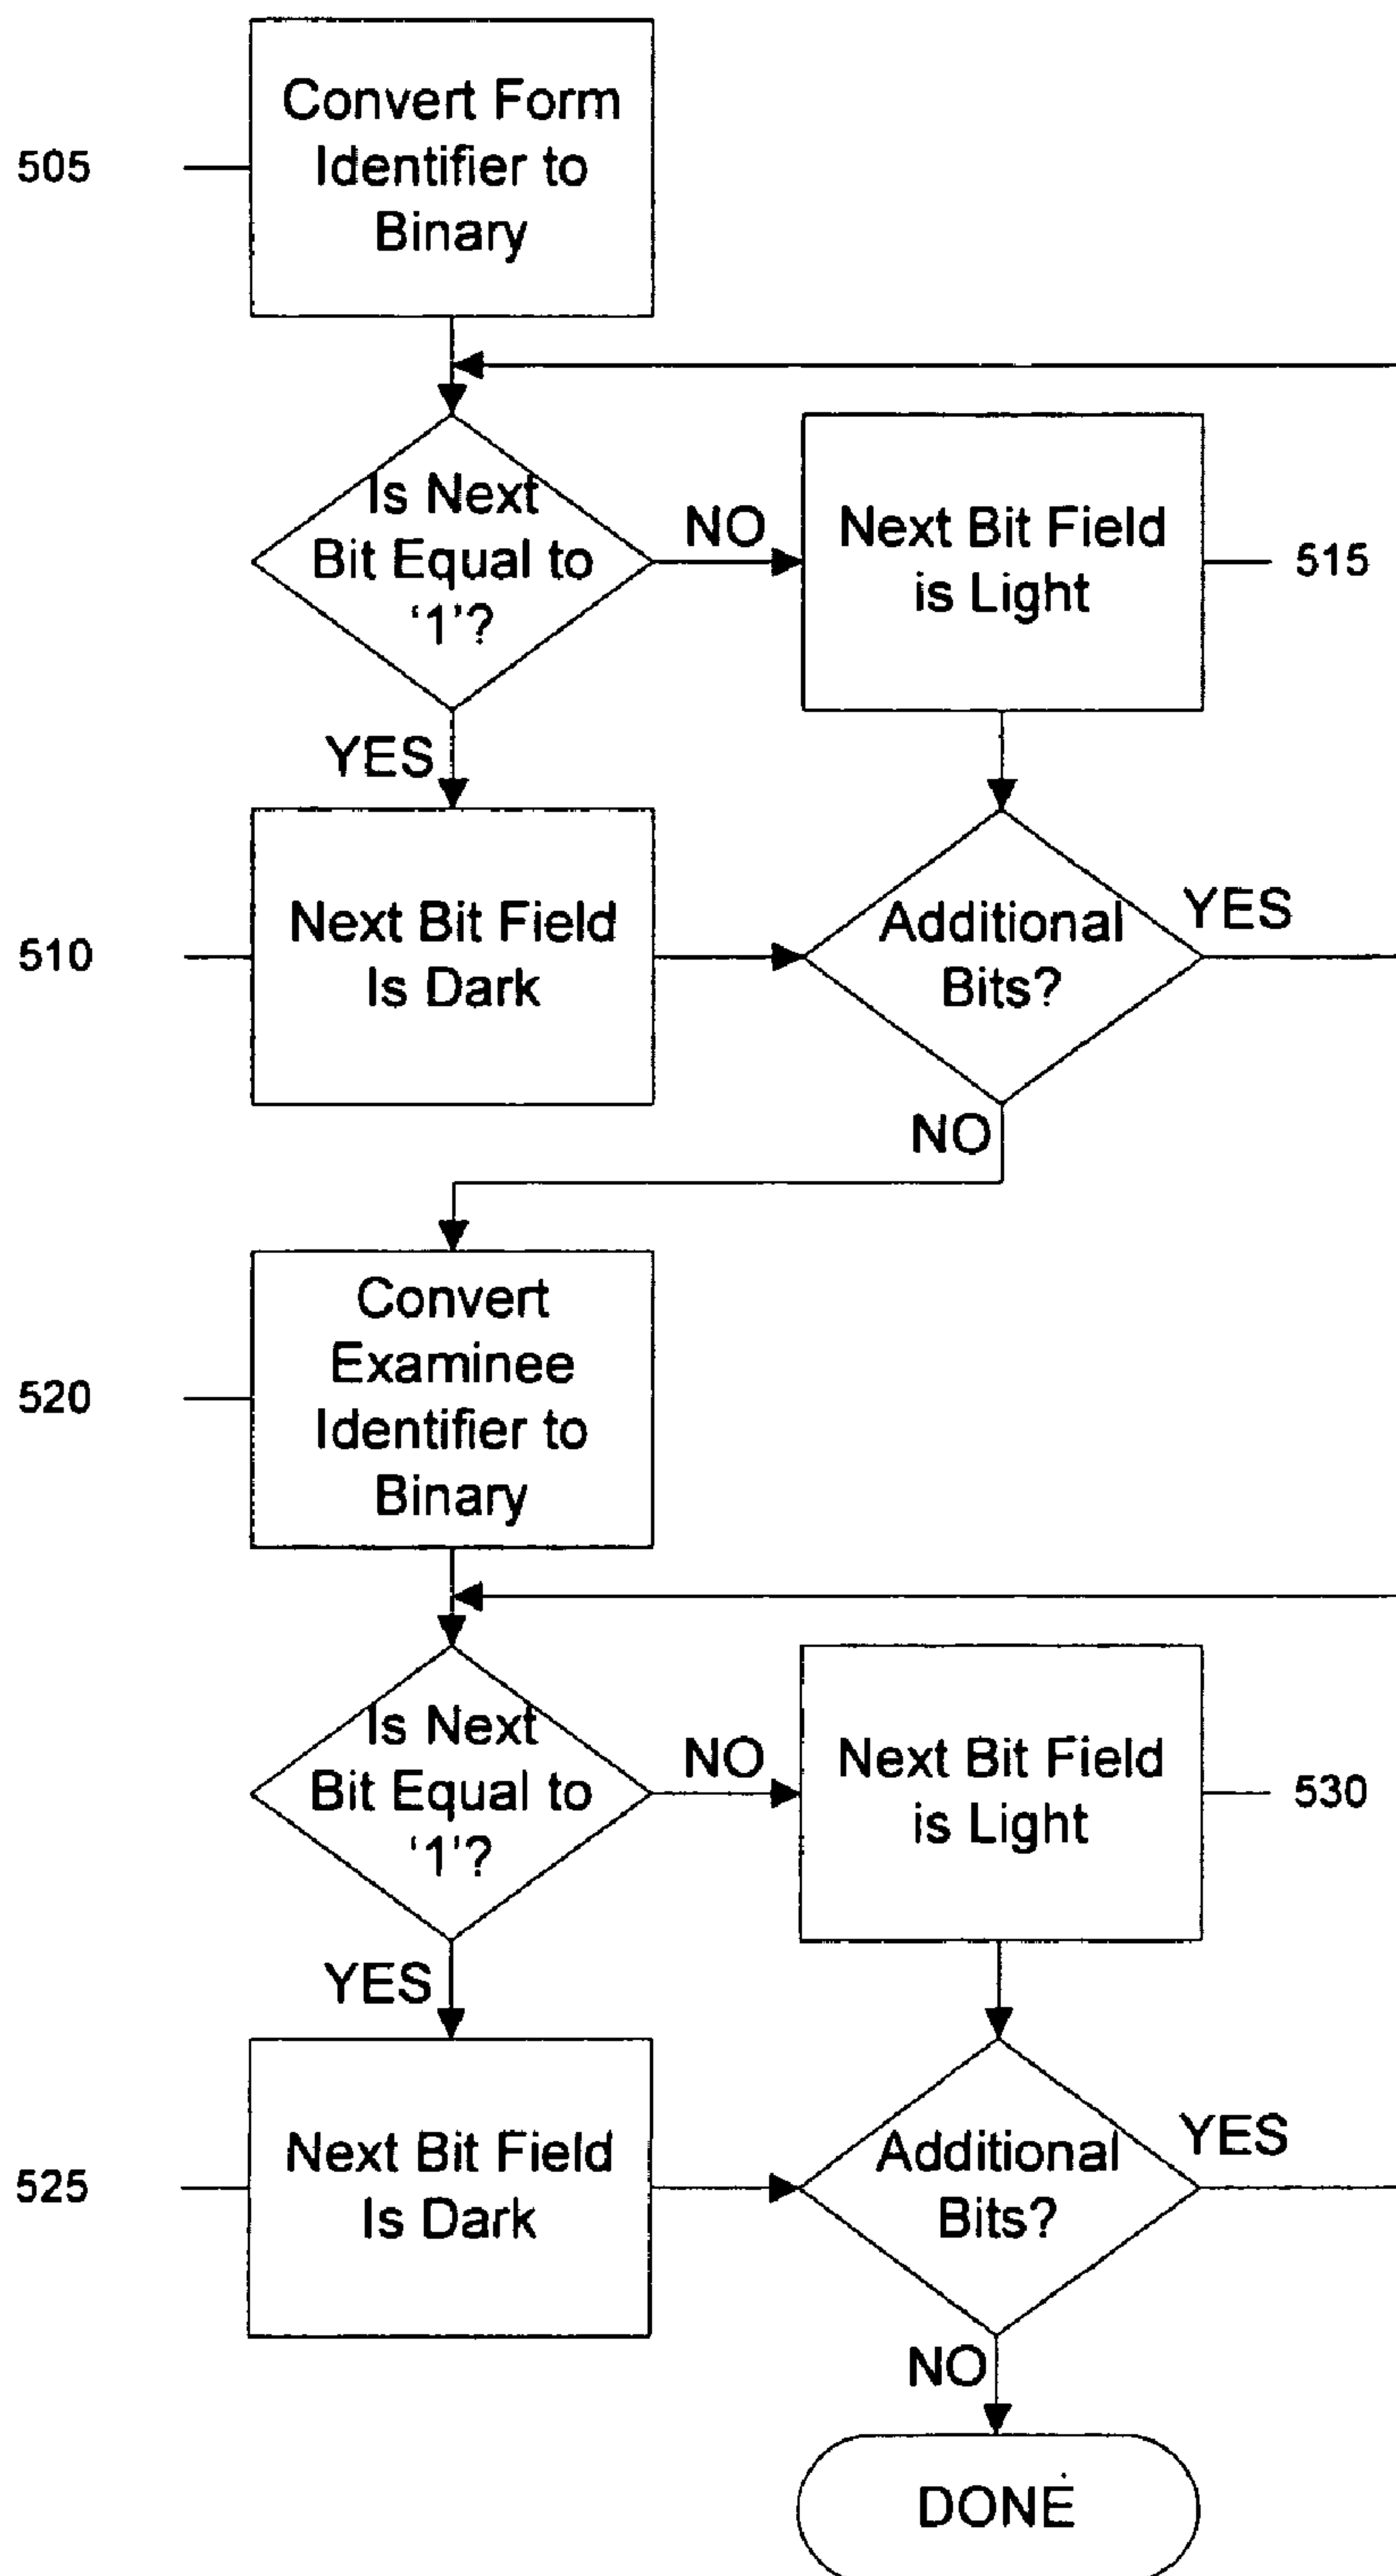 Convert Form
Identifier to
Binary
505
Is Next
Bit Equal to
‘1’?
NO
Next Bit Field
is Light
515
YES
Next Bit Field
Is Dark
510
Additional
Bits?
YES
NO
Convert
Examinee
Identifier to
Binary
520
Is Next
Bit Equal to
‘1’?
NO
Next Bit Field
is Light
530
YES
Next Bit Field
Is Dark
525
Additional
Bits?
YES
NO
DONE